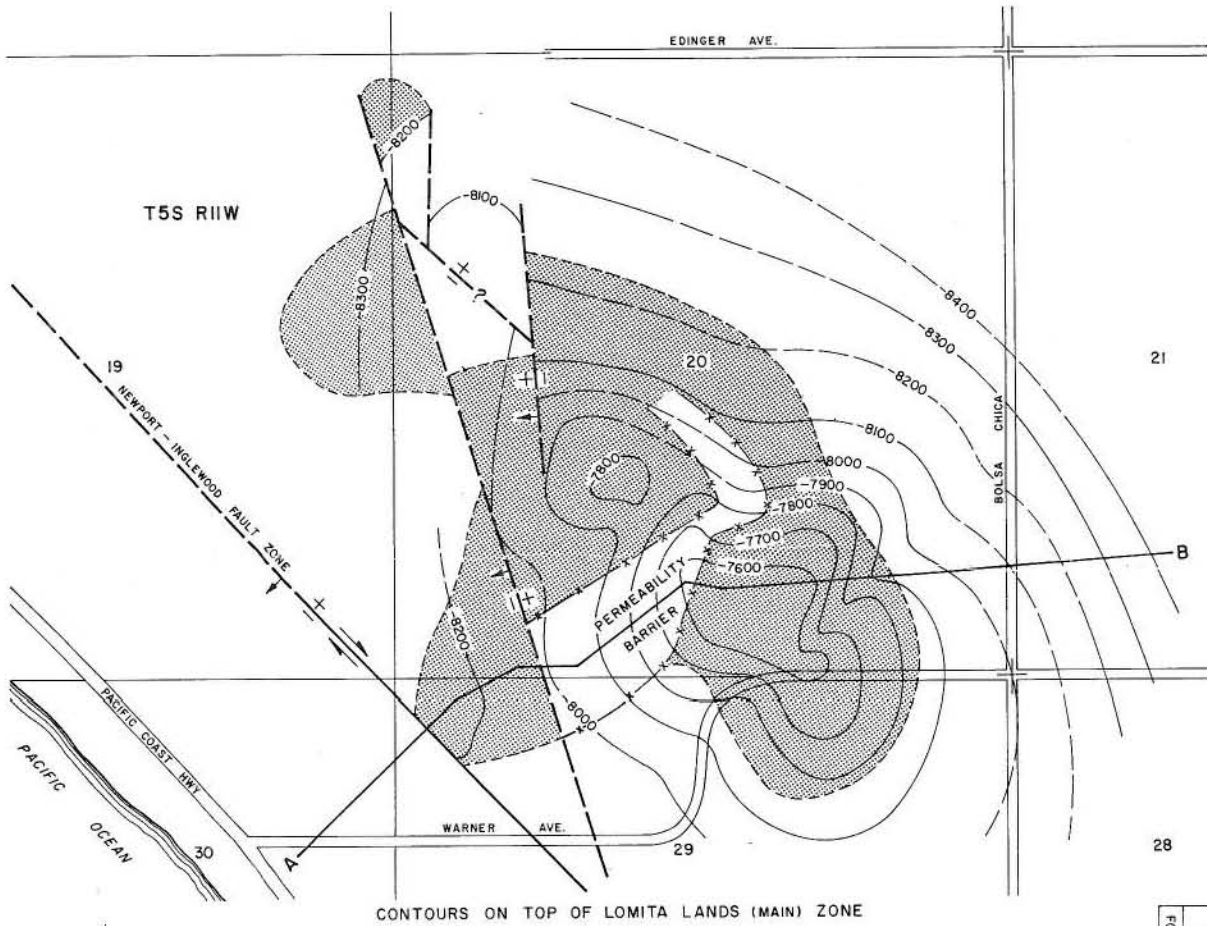 EDINGER AVE.
-8200
T5S R11W
-8100
-8300
-8400
-8300
-8200
-8100
-8000
-7900
-7800
-7700
-7600
-7800
?
19
20
21
NEWPORT - INGLEWOOD FAULT ZONE
BOLSA CHICA
B
PERMEABILITY
BARRIER
-8200
-8000
PACIFIC COAST HWY
PACIFIC
OCEAN
WARNER AVE.
A
30
29
28
CONTOURS ON TOP OF LOMITA LANDS (MAIN) ZONE